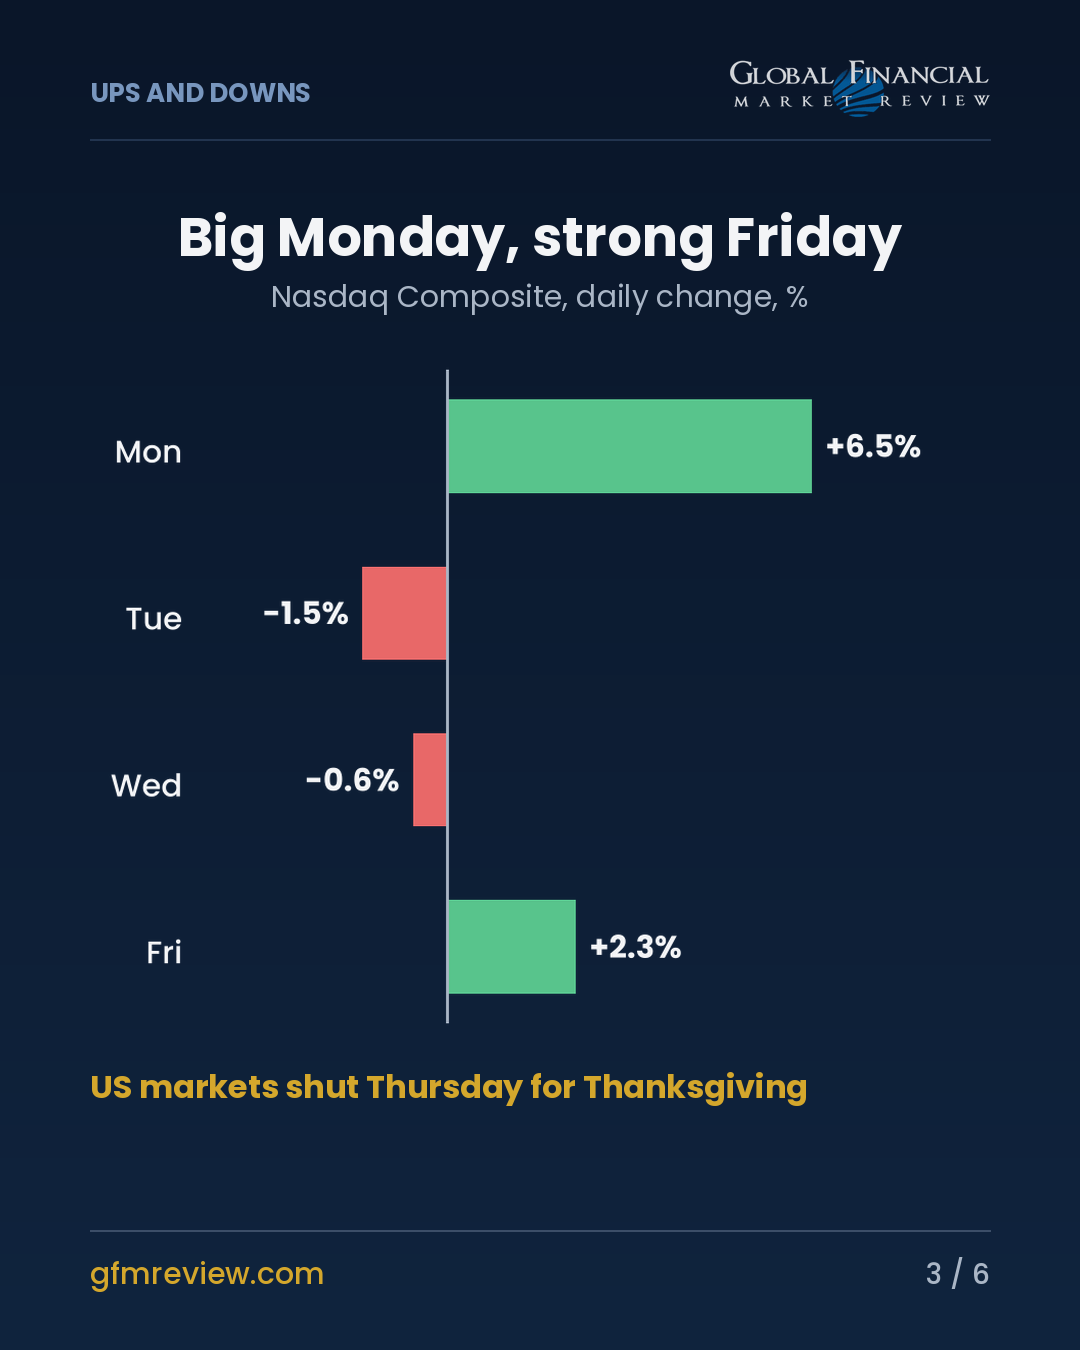 UPS AND DOWNS
GLOBAL FINANCIAL
MARKET REVIEW
Big Monday, strong Friday
Nasdaq Composite, daily change, %
Mon
+6.5%
Tue
-1.5%
Wed
-0.6%
Fri
+2.3%
US markets shut Thursday for Thanksgiving
gfmreview.com
3 / 6